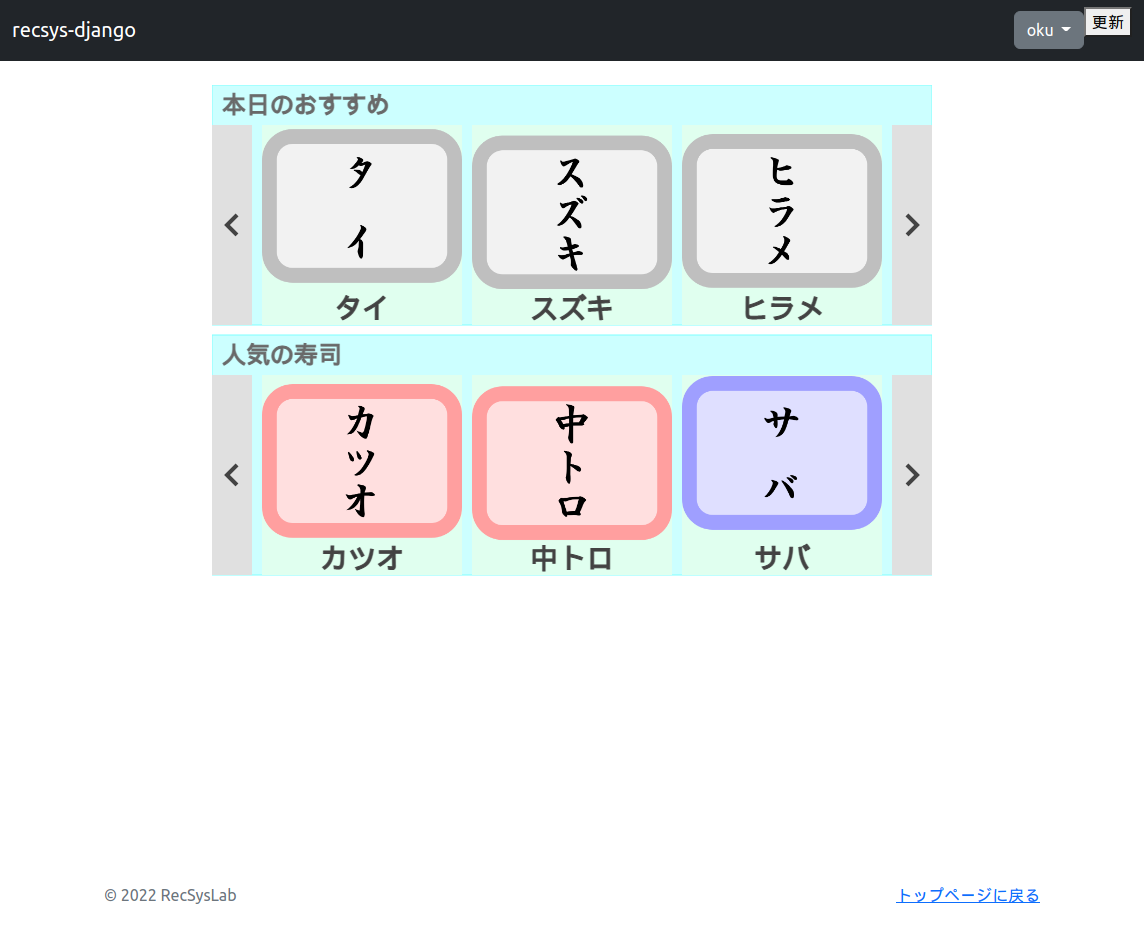 recsys-django
oku
更新
本日のおすすめ
タイ
スズキ
ヒラメ
タイ
スズキ
ヒラメ
人気の寿司
カツオ
中トロ
サバ
カツオ
中トロ
サバ
© 2022 RecSysLab
トップページに戻る